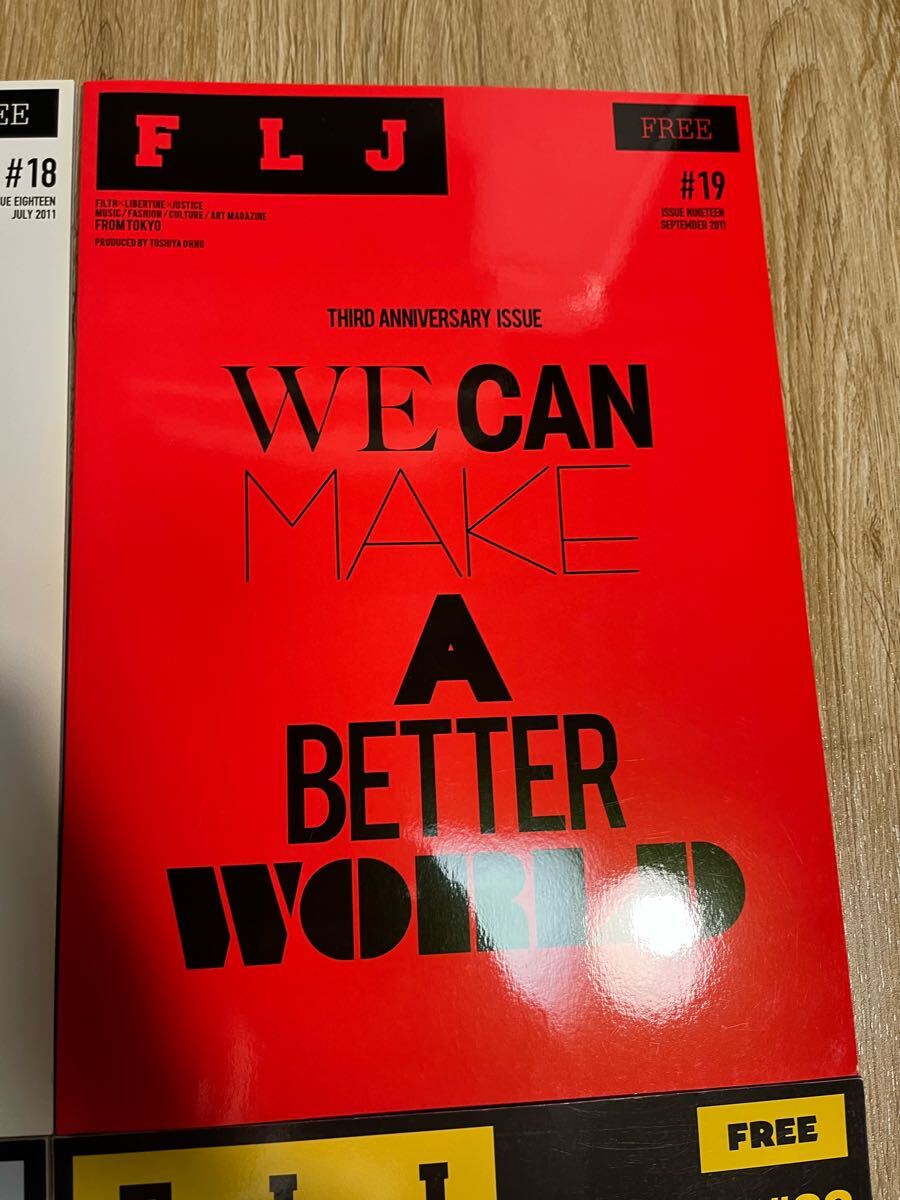 EE
#18
UE EIGHTEEN
JULY 2011
F L J
FREE
#19
ISSUE NINETEEN
SEPTEMBER 2011
FILTH×LIBERTINE×JUSTICE
MUSIC/FASHION/CULTURE/ART MAGAZINE
FROM TOKYO
PRODUCED BY TOSHIYA OHNO
THIRD ANNIVERSARY ISSUE
WE CAN
MAKE
A
BETTER
WORLD
F L J
FREE